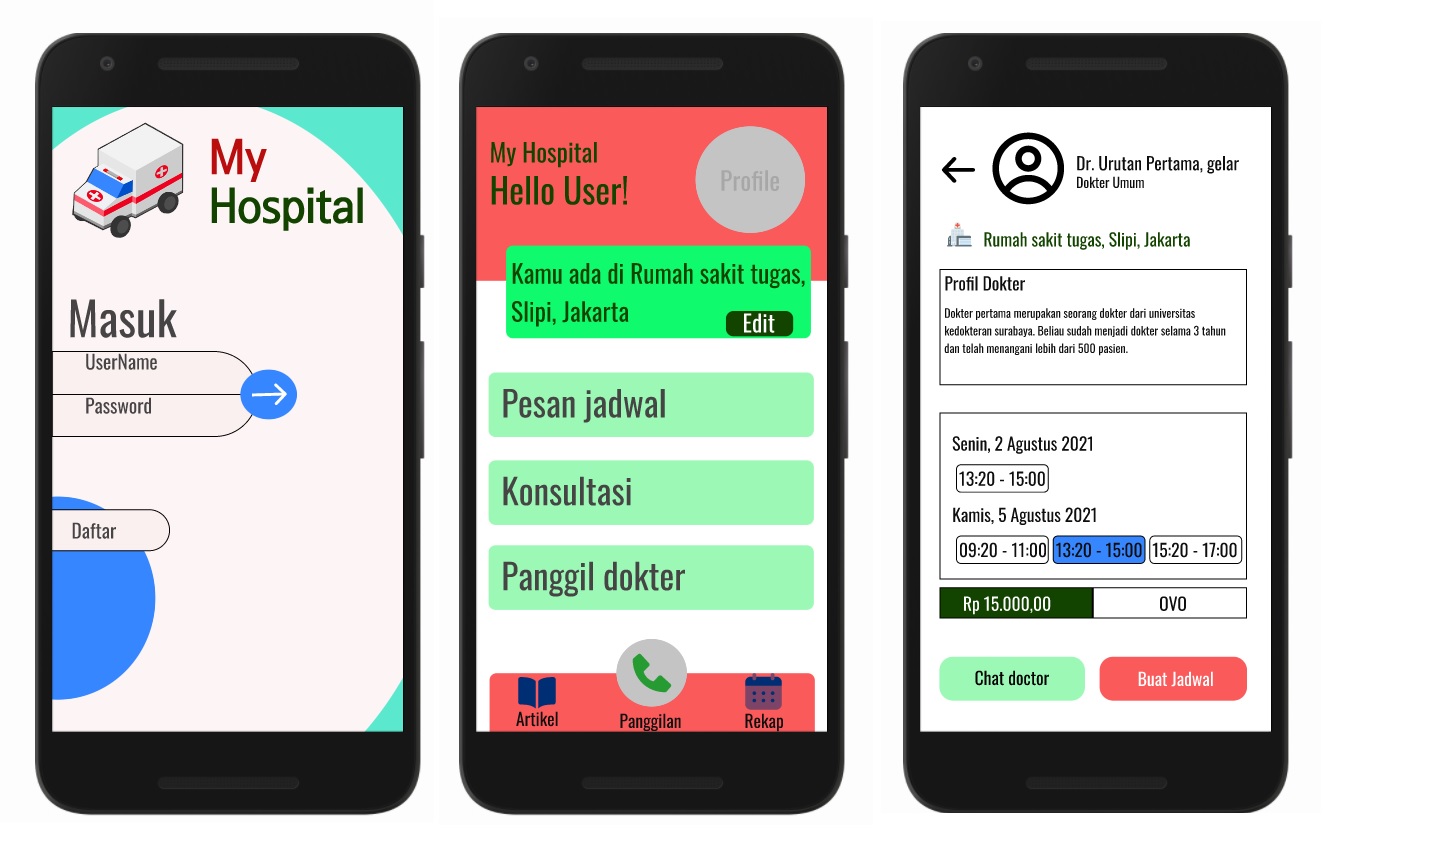 My
Hospital
Masuk
UserName
Password
Daftar
My Hospital
Hello User!
Profile
Kamu ada di Rumah sakit tugas,
Slipi, Jakarta
Edit
Pesan jadwal
Konsultasi
Panggil dokter
Artikel
Panggilan
Rekap
Dr. Urutan Pertama, gelar
Dokter Umum
Rumah sakit tugas, Slipi, Jakarta
Profil Dokter
Dokter pertama merupakan seorang dokter dari universitas
kedokteran surabaya. Beliau sudah menjadi dokter selama 3 tahun
dan telah menangani lebih dari 500 pasien.
Senin, 2 Agustus 2021
13:20 - 15:00
Kamis, 5 Agustus 2021
09:20 - 11:00 13:20 - 15:00 15:20 - 17:00
Rp 15.000,00 OVO
Chat doctor Buat Jadwal